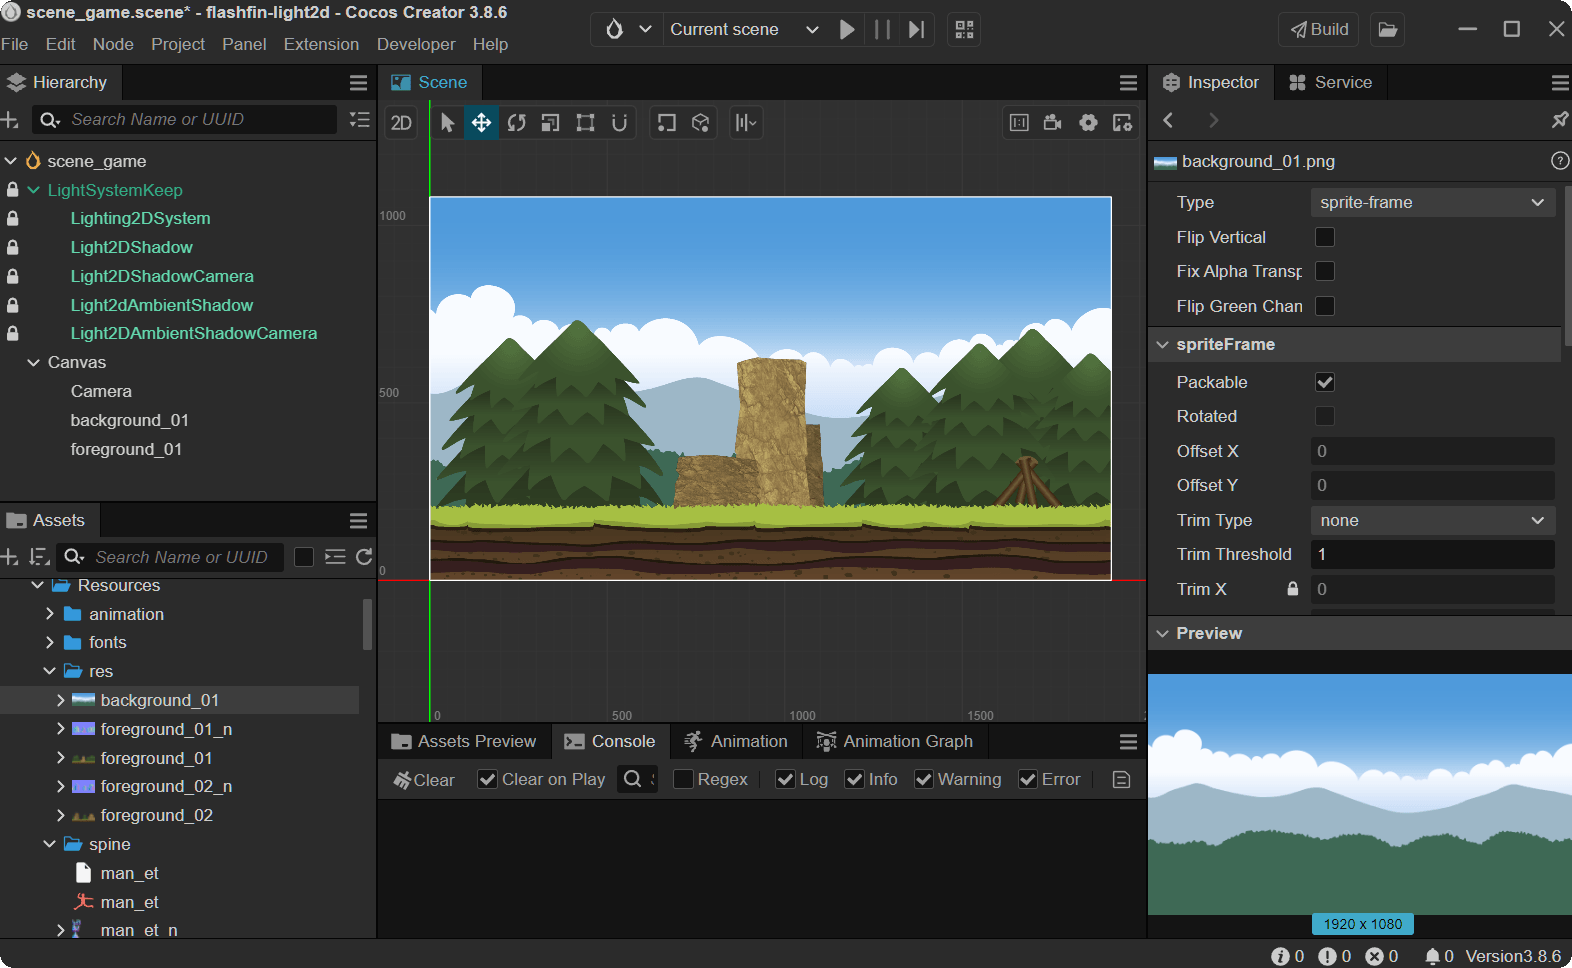 scene_game.scene* - flashfin-light2d - Cocos Creator 3.8.6
File Edit Node Project Panel Extension Developer Help
Current scene
Build
Hierarchy
Search Name or UUID
scene_game
LightSystemKeep
Lighting2DSystem
Light2DShadow
Light2DShadowCamera
Light2dAmbientShadow
Light2DAmbientShadowCamera
Canvas
Camera
background_01
foreground_01
Assets
Search Name or UUID
Resources
animation
fonts
res
background_01
foreground_01_n
foreground_01
foreground_02_n
foreground_02
spine
man_et
man_et
man_et_n
Scene
2D
1000
500
0
0 500 1000 1500 2
Assets Preview Console Animation Animation Graph
Clear Clear on Play Regex Log Info Warning Error
Inspector Service
background_01.png
Type sprite-frame
Flip Vertical
Fix Alpha Transp
Flip Green Chan
spriteFrame
Packable
Rotated
Offset X 0
Offset Y 0
Trim Type none
Trim Threshold 1
Trim X 0
Preview
1920 x 1080
0 0 0 0 Version3.8.6